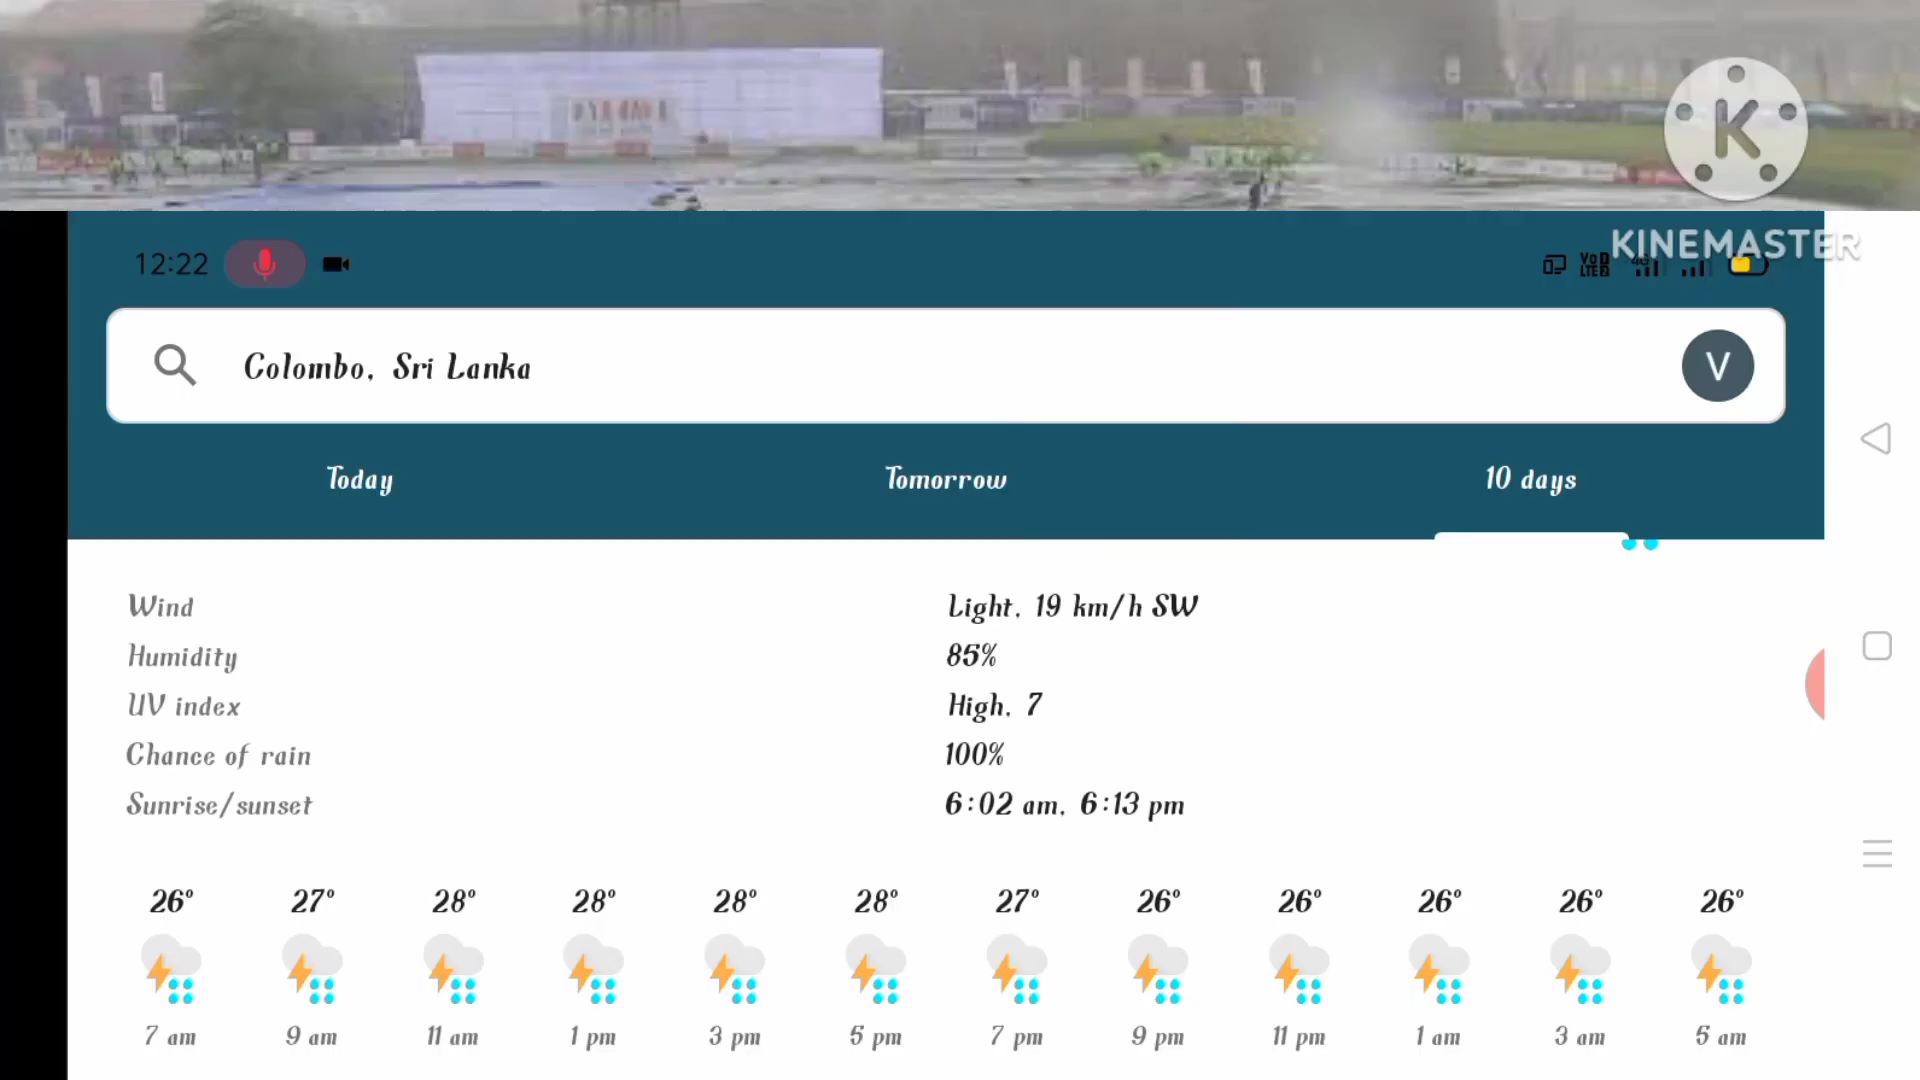 K
KINEMASTER
12:22
Vo
LTE
4G
Colombo, Sri Lanka
V
Today Tomorrow 10 days
Wind Light, 19 km/h SW
Humidity 85%
UV index High, 7
Chance of rain 100%
Sunrise/sunset 6:02 am, 6:13 pm
26° 27° 28° 28° 28° 28° 27° 26° 26° 26° 26° 26°
7 am 9 am 11 am 1 pm 3 pm 5 pm 7 pm 9 pm 11 pm 1 am 3 am 5 am